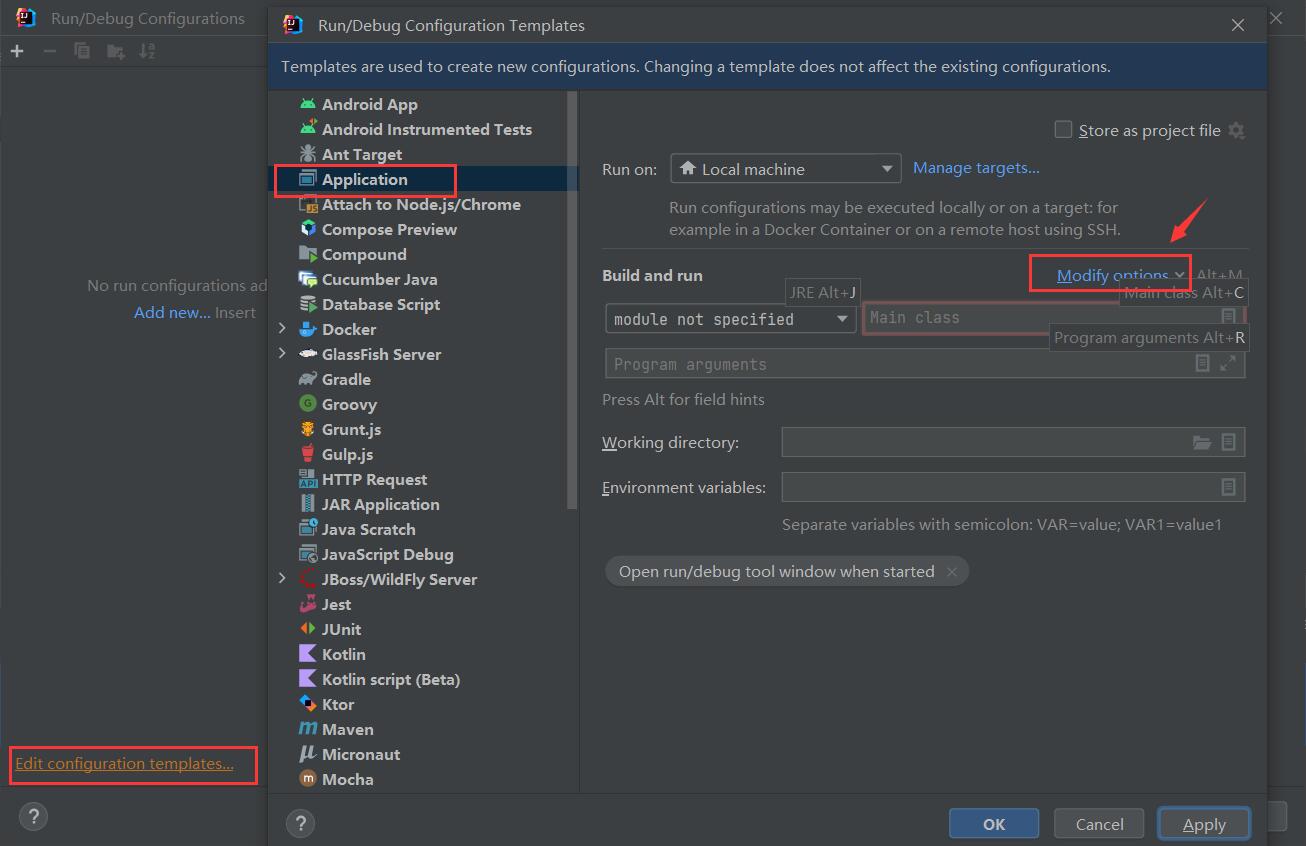 Run/Debug Configurations
No run configurations ad
Add new... Insert
Edit configuration templates...
?
Run/Debug Configuration Templates
Templates are used to create new configurations. Changing a template does not affect the existing configurations.
Android App
Android Instrumented Tests
Ant Target
Application
Attach to Node.js/Chrome
Compose Preview
Compound
Cucumber Java
Database Script
Docker
GlassFish Server
Gradle
Groovy
Grunt.js
Gulp.js
HTTP Request
JAR Application
Java Scratch
JavaScript Debug
JBoss/WildFly Server
Jest
JUnit
Kotlin
Kotlin script (Beta)
Ktor
Maven
Micronaut
Mocha
Store as project file
Run on: Local machine Manage targets...
Run configurations may be executed locally or on a target: for
example in a Docker Container or on a remote host using SSH.
Build and run Modify options Alt+M
JRE Alt+J Main class Alt+C
module not specified Main class
Program arguments Alt+R
Program arguments
Press Alt for field hints
Working directory:
Environment variables:
Separate variables with semicolon: VAR=value; VAR1=value1
Open run/debug tool window when started
? OK Cancel Apply